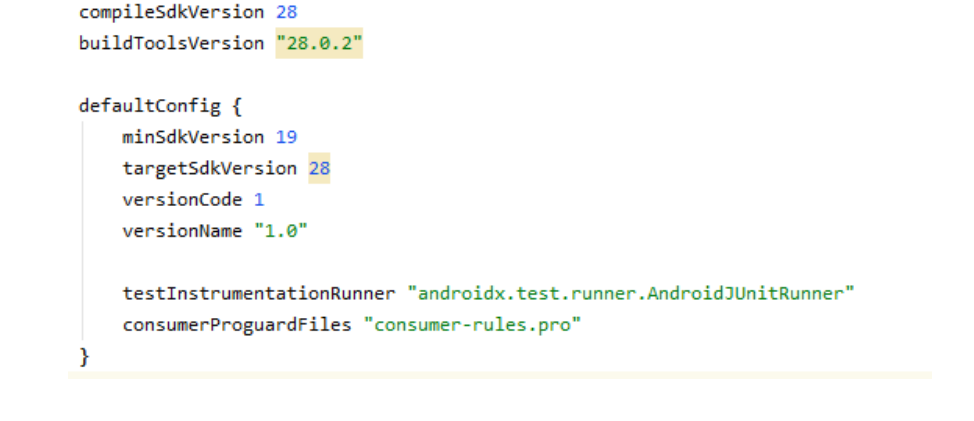 compileSdkVersion 28
buildToolsVersion "28.0.2"
defaultConfig {
minSdkVersion 19
targetSdkVersion 28
versionCode 1
versionName "1.0"
testInstrumentationRunner "androidx.test.runner.AndroidJUnitRunner"
consumerProguardFiles "consumer-rules.pro"
}